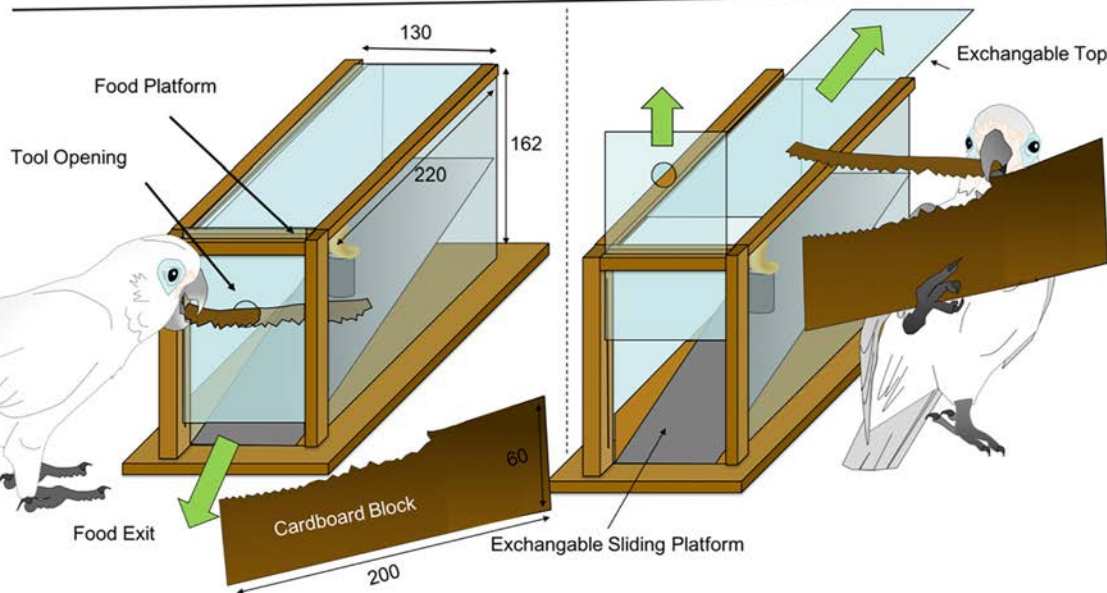 130
Food Platform
Tool Opening
162
220
Exchangable Top
60
Cardboard Block
Food Exit
200
Exchangable Sliding Platform